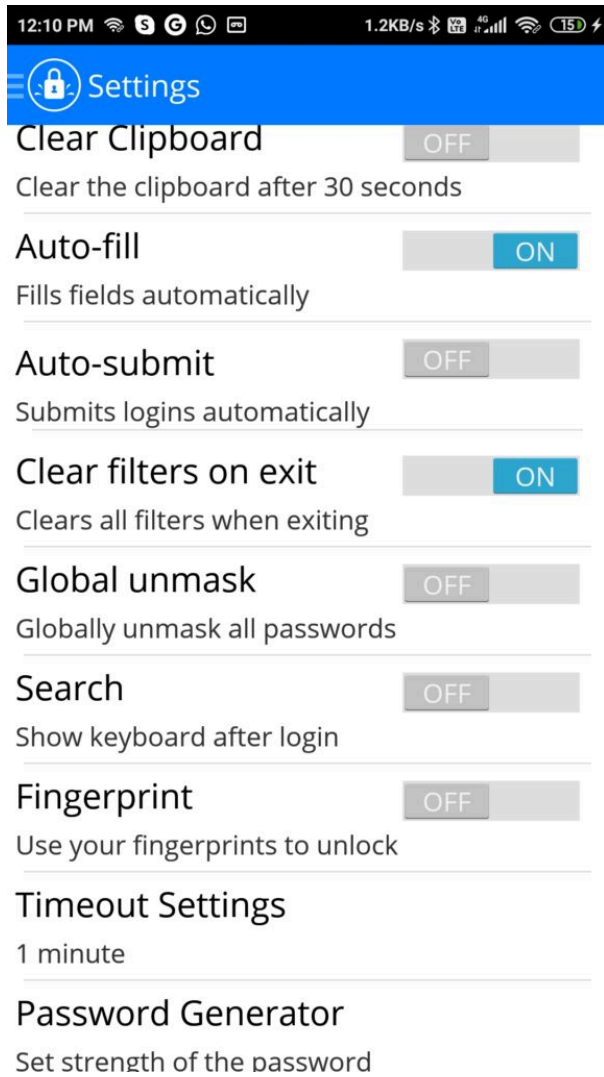 12:10 PM S G 1.2KB/s Vo LTE 4G 15
Settings
Clear Clipboard OFF
Clear the clipboard after 30 seconds
Auto-fill ON
Fills fields automatically
Auto-submit OFF
Submits logins automatically
Clear filters on exit ON
Clears all filters when exiting
Global unmask OFF
Globally unmask all passwords
Search OFF
Show keyboard after login
Fingerprint OFF
Use your fingerprints to unlock
Timeout Settings
1 minute
Password Generator
Set strength of the password